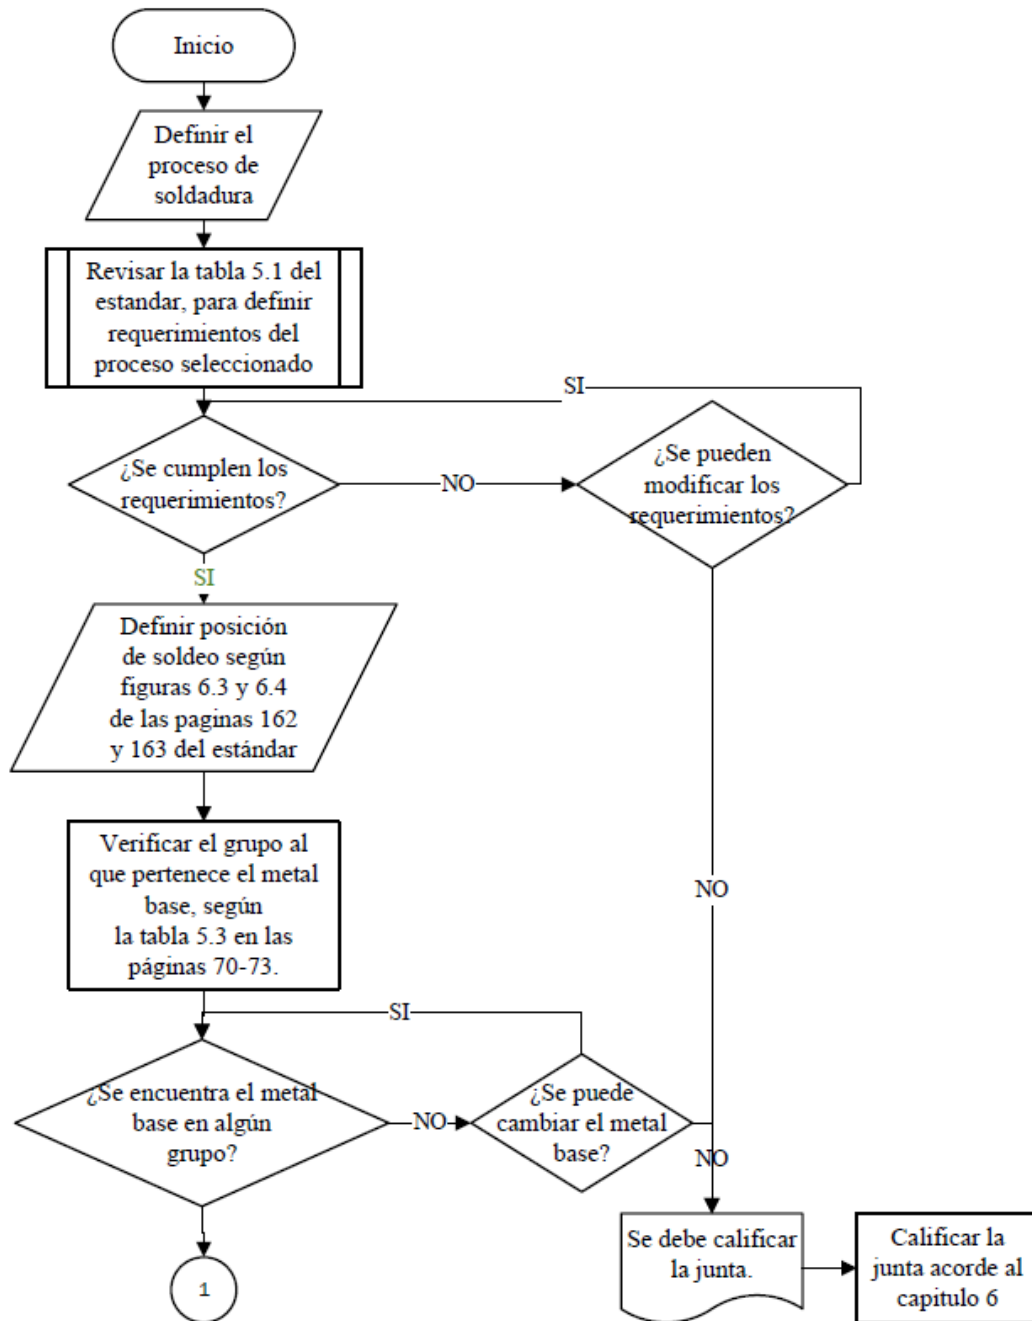 Inicio
Definir el
proceso de
soldadura
Revisar la tabla 5.1 del
estandar, para definir
requerimientos del
proceso seleccionado
SI
¿Se cumplen los
requerimientos?
NO
¿Se pueden
modificar los
requerimientos?
SI
Definir posición
de soldeo según
figuras 6.3 y 6.4
de las paginas 162
y 163 del estándar
Verificar el grupo al
que pertenece el metal
base, según
la tabla 5.3 en las
páginas 70-73.
NO
SI
¿Se encuentra el metal
base en algún
grupo?
NO
¿Se puede
cambiar el metal
base?
NO
1
Se debe calificar
la junta.
Calificar la
junta acorde al
capitulo 6